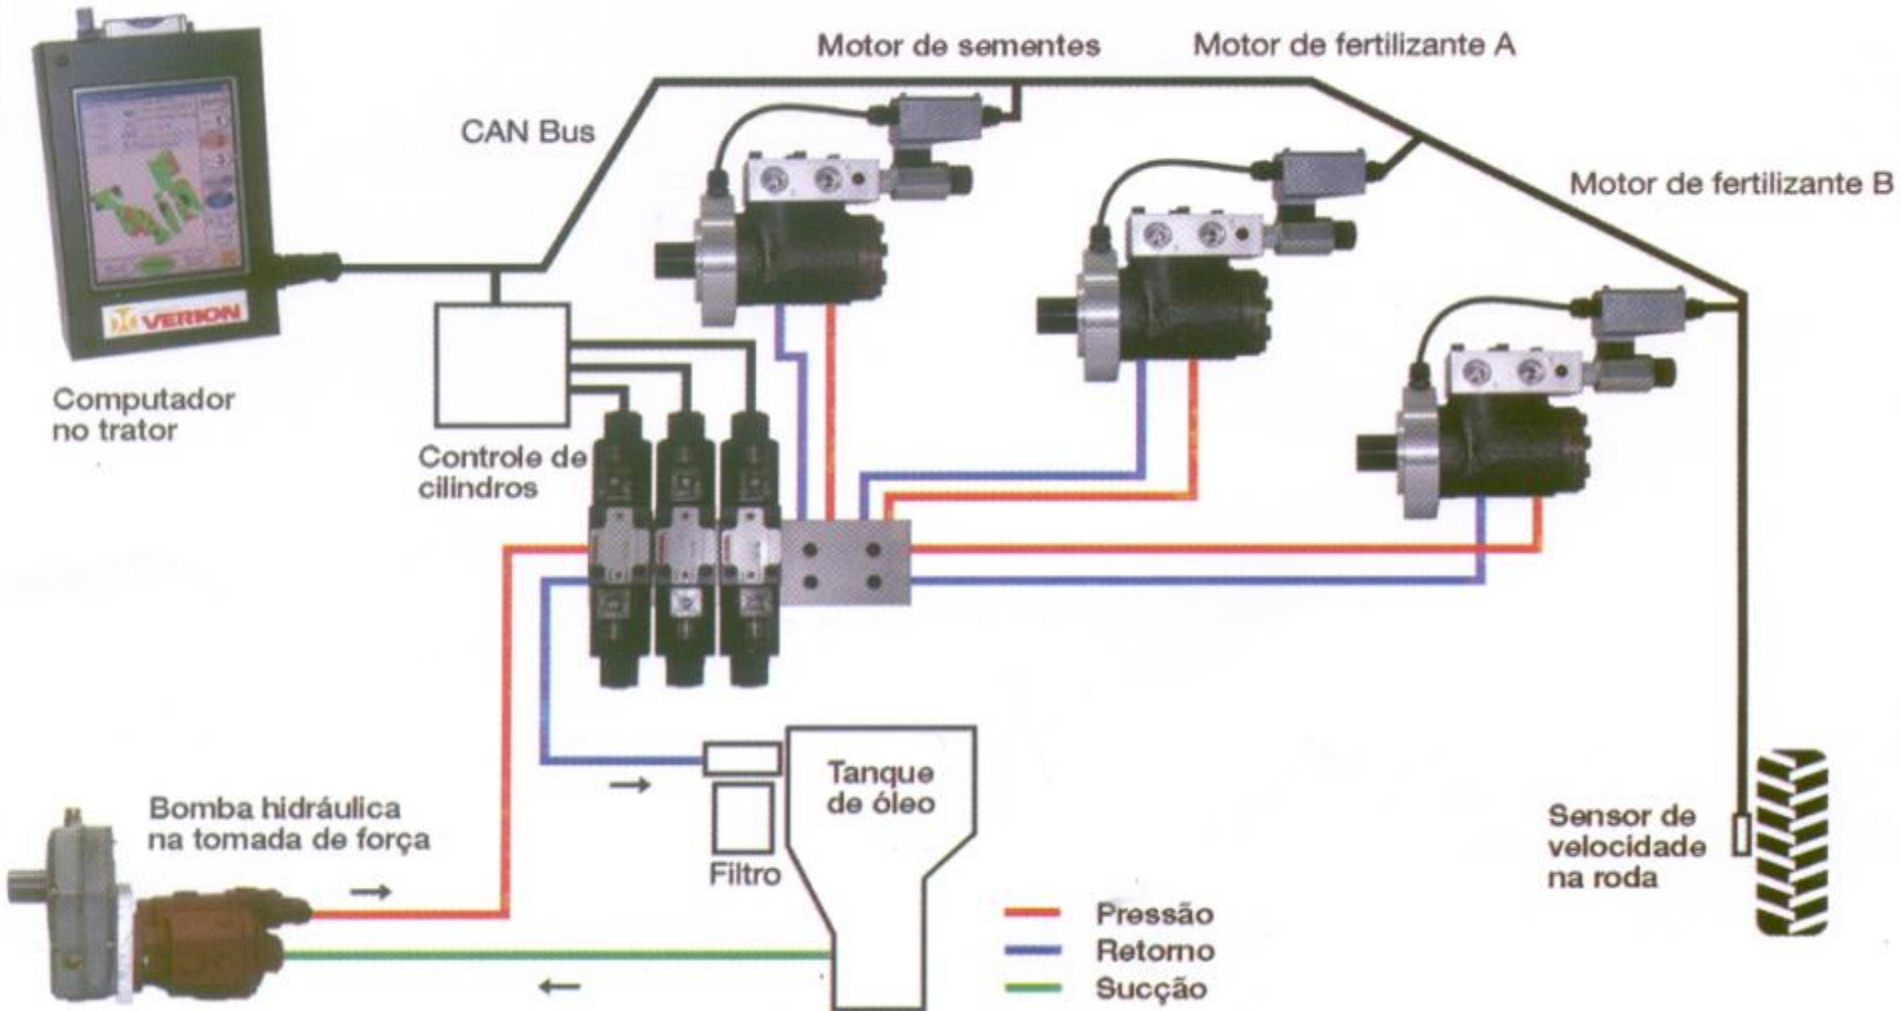 Motor de sementes
Motor de fertilizante A
CAN Bus
Motor de fertilizante B
VERION
Computador
no trator
Controle de
cilindros
Tanque
de óleo
Bomba hidráulica
na tomada de força
Filtro
Sensor de
velocidade
na roda
Pressão
Retorno
Sucção